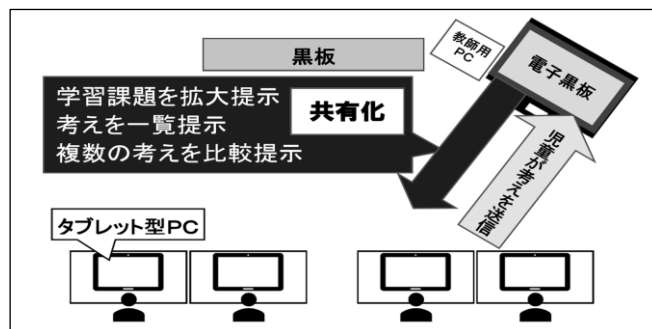 黒板
教師用
PC
電子黒板
学習課題を拡大提示
考えを一覧提示
複数の考えを比較提示
共有化
児童が考えを送信
タブレット型PC